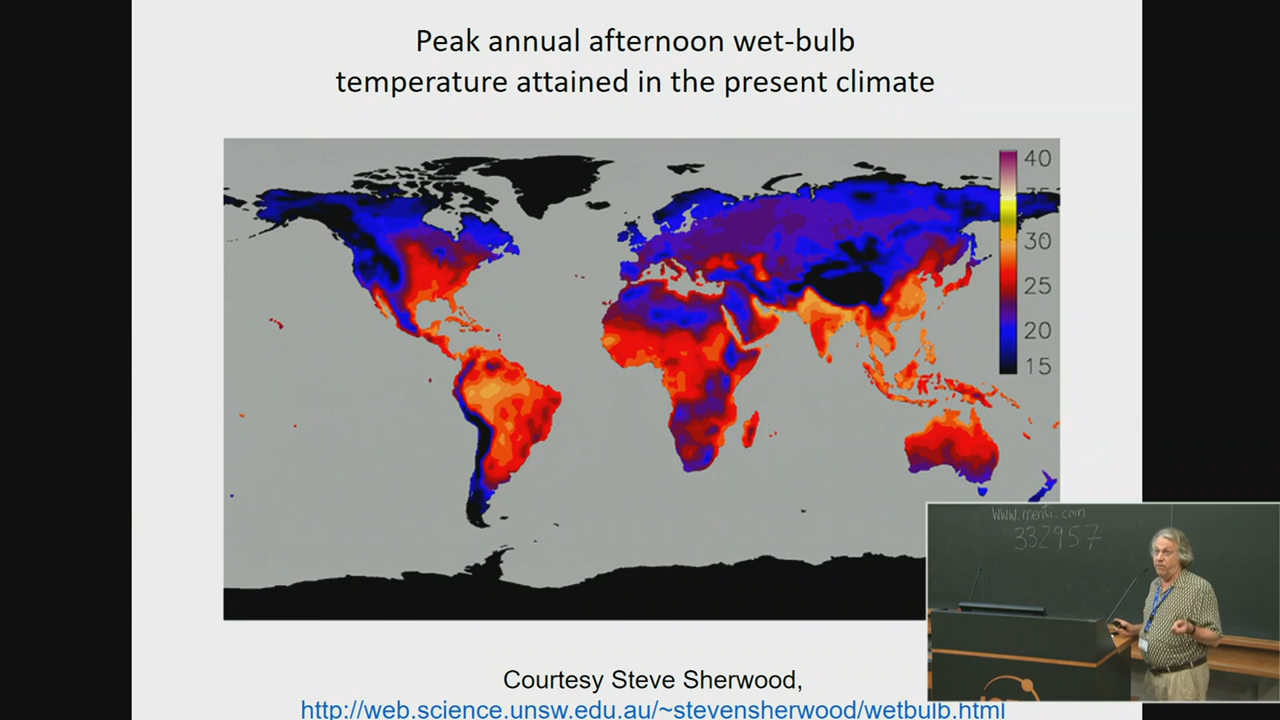 Peak annual afternoon wet-bulb
temperature attained in the present climate
40
30
25
20
15
www.menti.com
332957
Courtesy Steve Sherwood,
http://web.science.unsw.edu.au/~stevensherwood/wetbulb.html